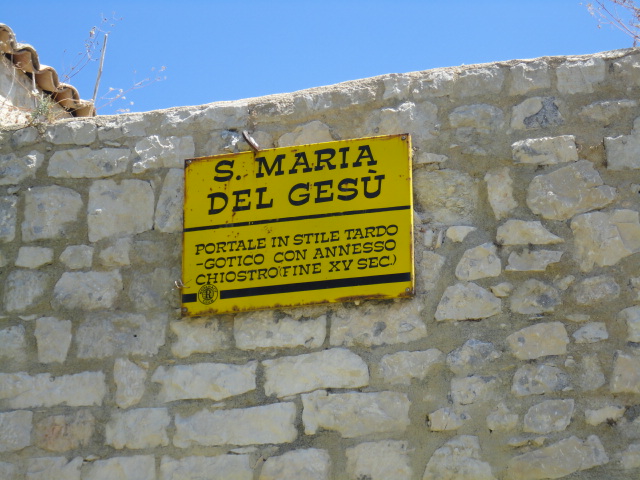 S. MARIA
DEL GESÙ
PORTALE IN STILE TARDO
-GOTICO CON ANNESSO
CHIOSTRO (FINE XV SEC.)